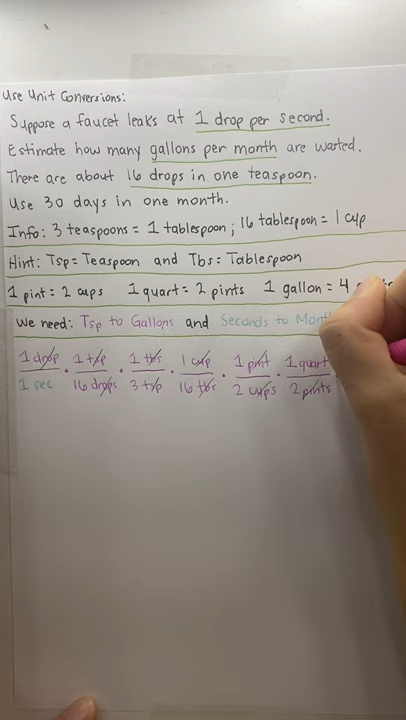 Use Unit Conversions:
Suppose a faucet leaks at 1 drop per second.
Estimate how many gallons per month are wasted.
There are about 16 drops in one teaspoon.
Use 30 days in one month.
Info: 3 teaspoons = 1 tablespoon; 16 tablespoon = 1 cup
Hint: Tsp = Teaspoon and Tbs = Tablespoon
1 pint = 2 cups 1 quart = 2 pints 1 gallon = 4
We need: Tsp to Gallons and Seconds to
1 drop/1 sec · 1 tsp/16 drops · 1 tbs/3 tsp · 1 cup/16 tbs · 1 pint/2 cups · 1 quart/2 pints